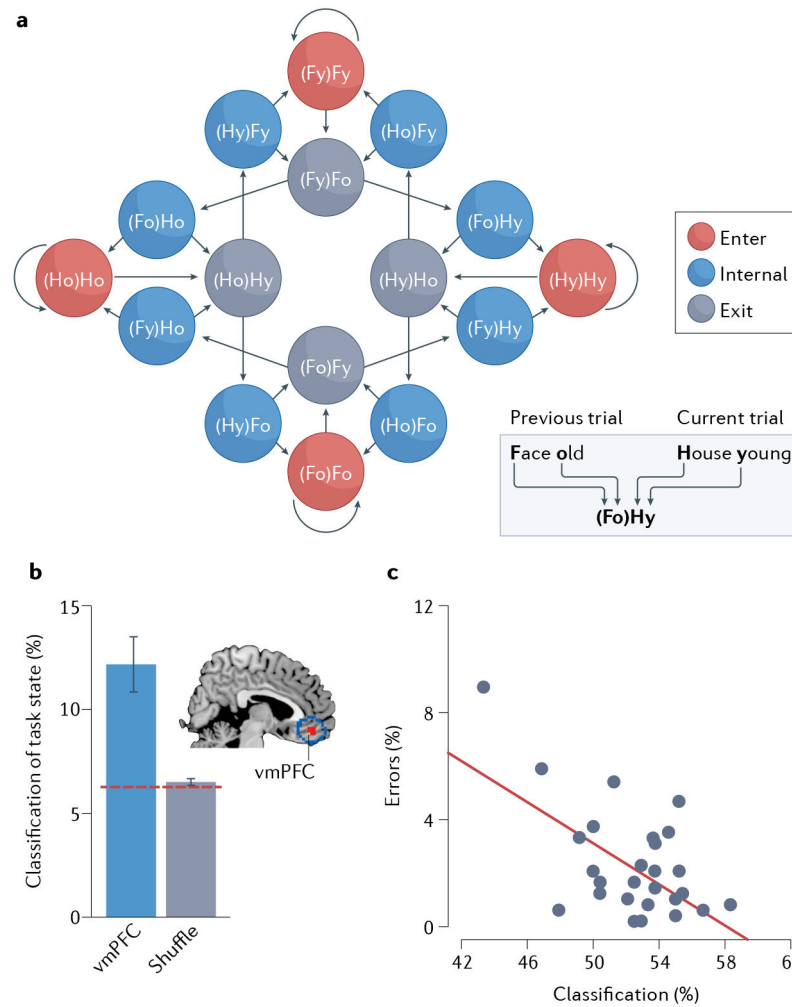 a
(Fy)Fy
(Hy)Fy
(Ho)Fy
(Fy)Fo
(Fo)Ho
(Fo)Hy
(Ho)Ho
(Ho)Hy
(Hy)Ho
(Hy)Hy
(Fy)Ho
(Fy)Hy
(Fo)Fy
(Hy)Fo
(Ho)Fo
(Fo)Fo
Enter
Internal
Exit
Previous trial
Current trial
Face old
House young
(Fo)Hy
b
Classification of task state (%)
15
10
5
0
vmPFC
Shuffle
vmPFC
c
Errors (%)
12
8
4
0
42
46
50
54
58
6
Classification (%)